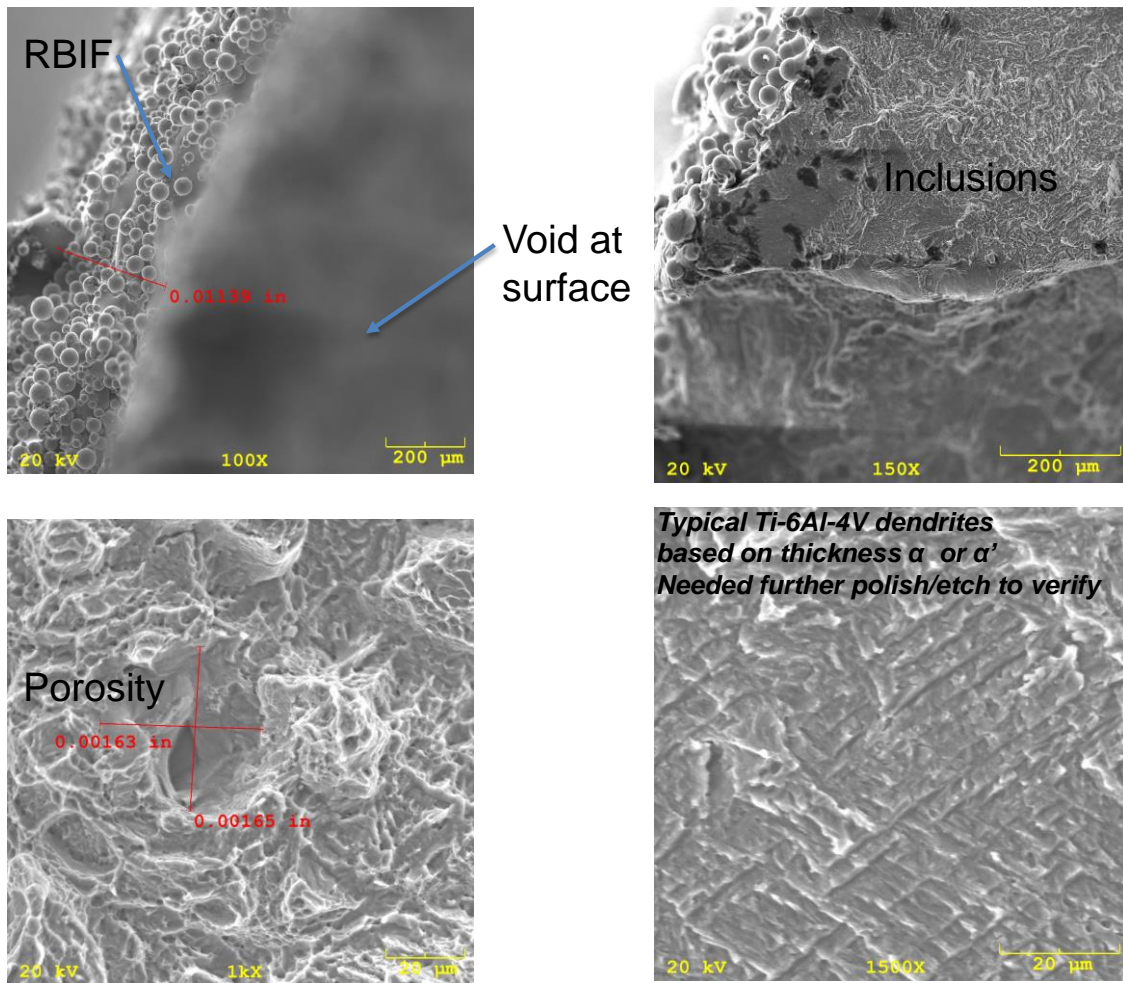 RBIF
0.01139 in
20 kV
100X
200 µm
Void at
surface
Inclusions
20 kV
150X
200 µm
Porosity
0.00163 in
0.00165 in
20 kV
1kX
20 µm
Typical Ti-6Al-4V dendrites
based on thickness α or α’
Needed further polish/etch to verify
20 kV
1500X
20 µm